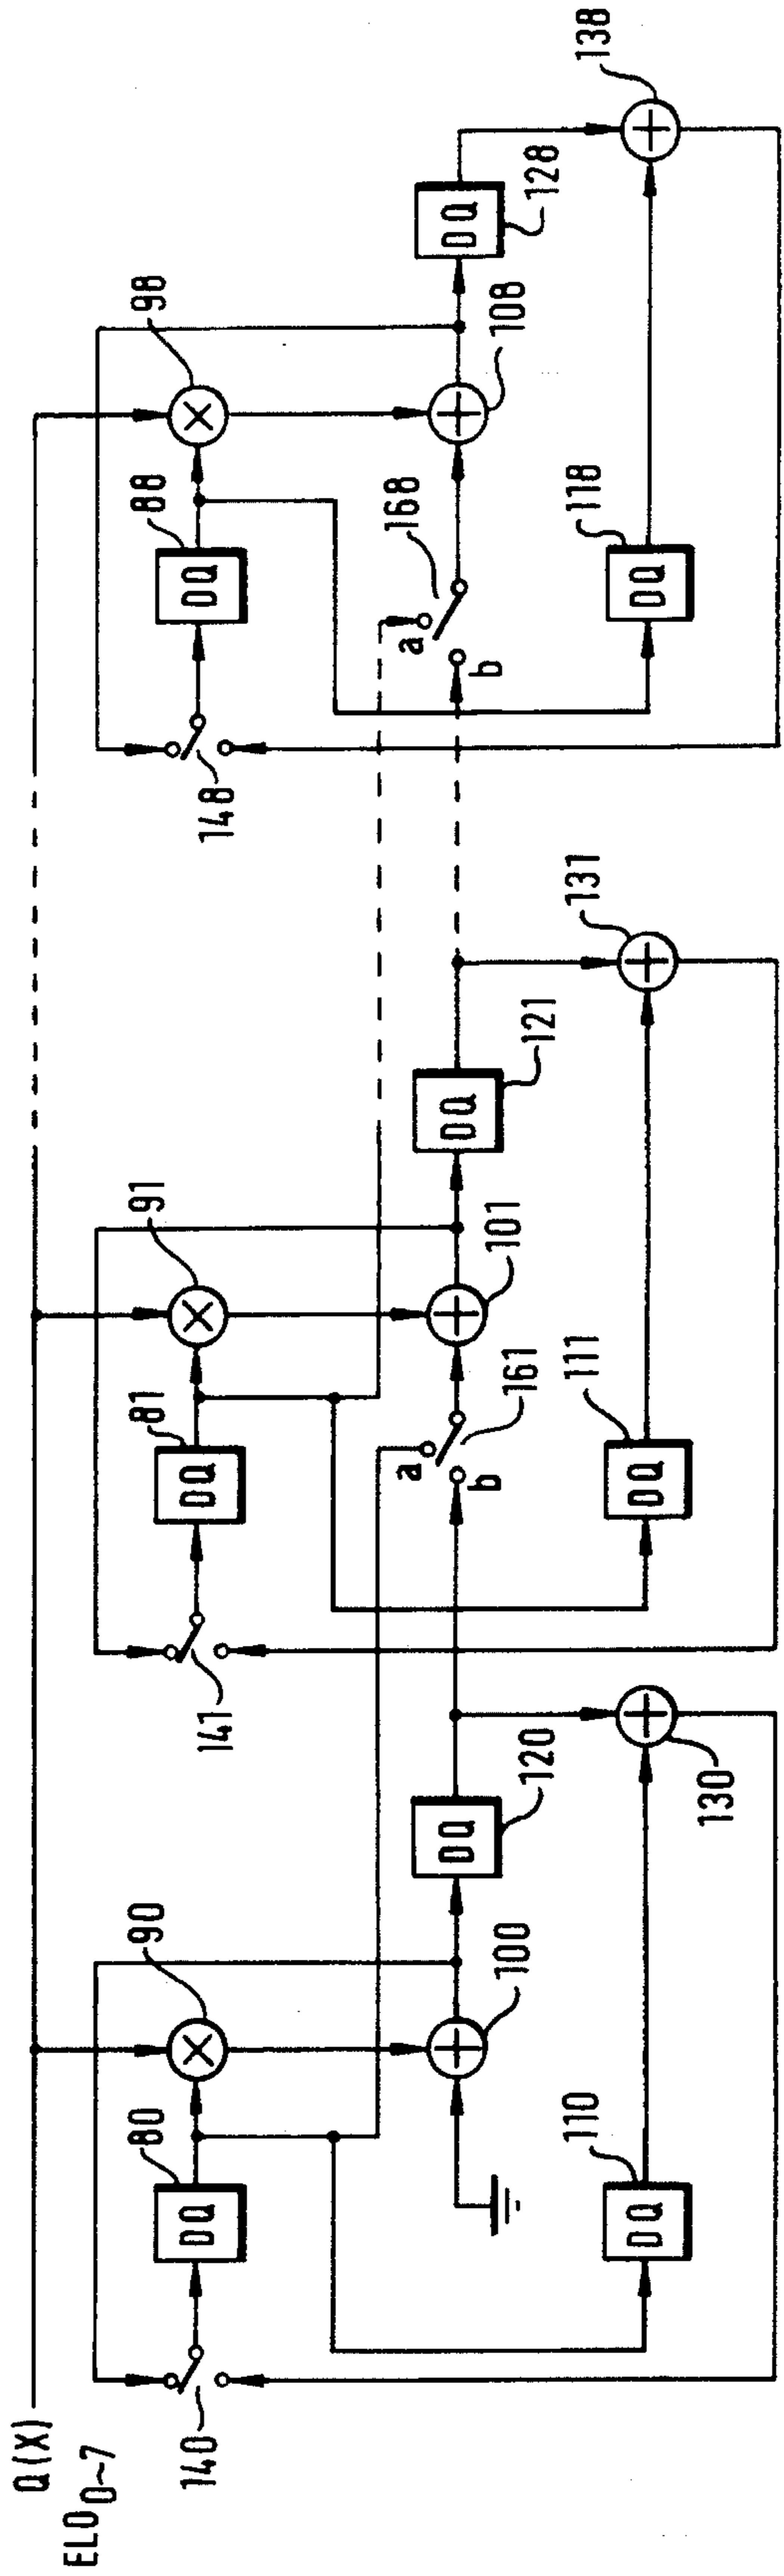 Q(X)
ELO0~7
80 90 81 91 88 98
DQ DQ DQ
140 141 148
a a 168
DQ DQ DQ
b b
100 120 161 101 121 108 128
110 111 131 118 138
DQ DQ DQ
130